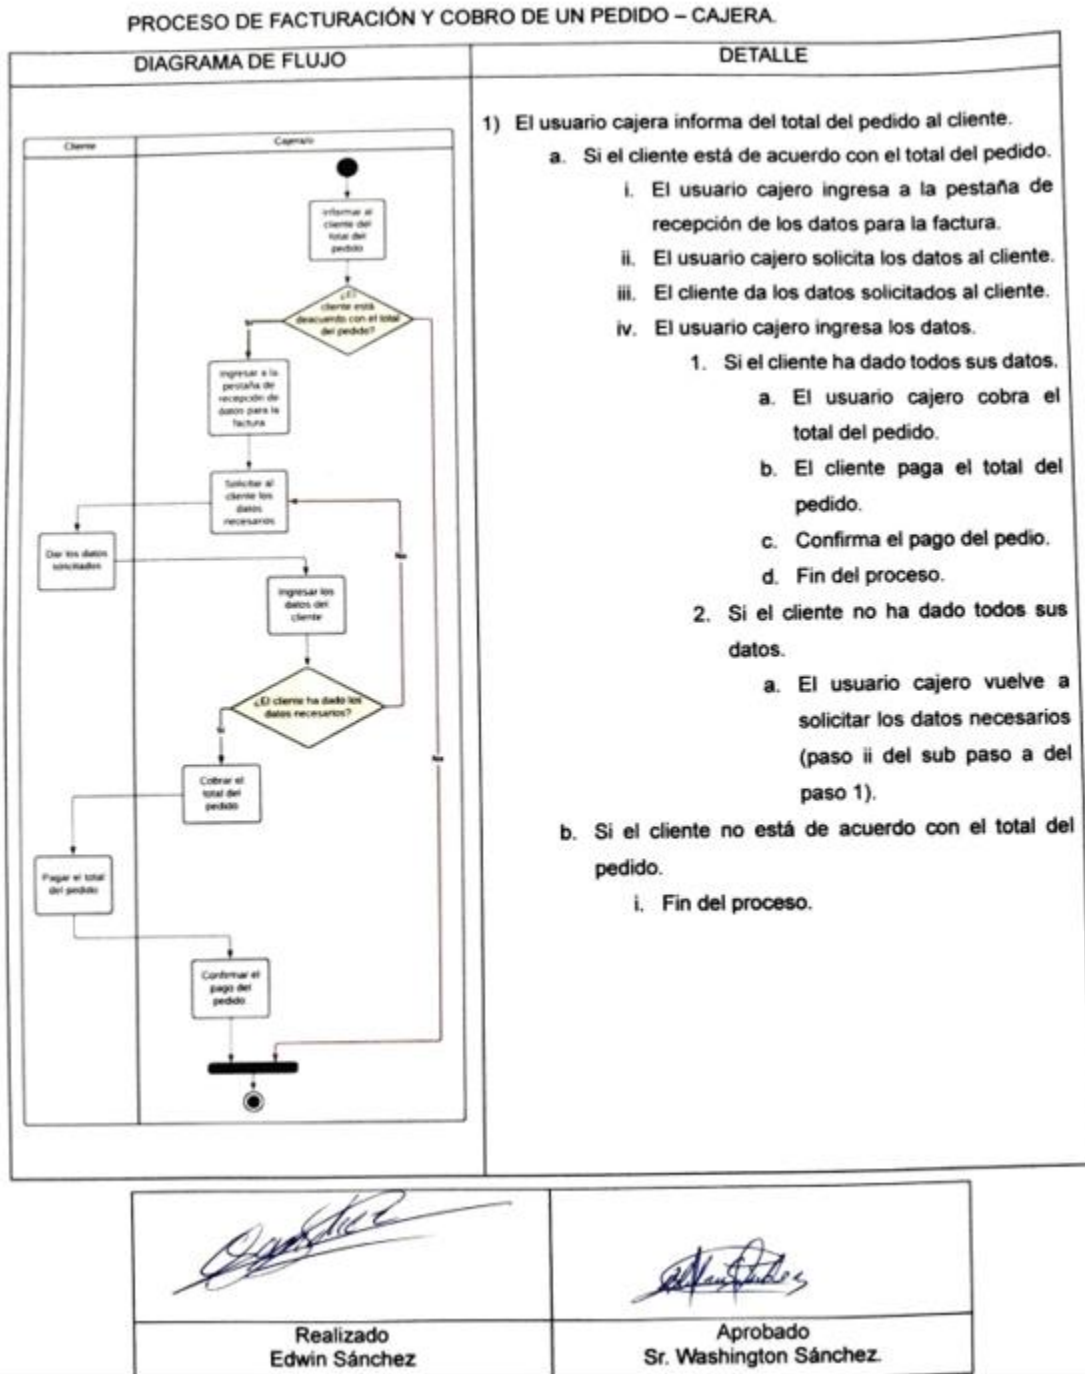 PROCESO DE FACTURACIÓN Y COBRO DE UN PEDIDO – CAJERA.
DIAGRAMA DE FLUJO
DETALLE
Cliente
Cajera/o
Informar al
cliente del
total del
pedido
¿El
cliente está
deacuerdo con el total
del pedido?
Si
Ingresar a la
pestaña de
recepción de
datos para la
factura
Solicitar al
cliente los
datos
necesarios
Dar los datos
solicitados
No
Ingresar los
datos del
cliente
¿El cliente ha dado los
datos necesarios?
Si
No
Cobrar el
total del
pedido
Pagar el total
del pedido
Confirmar el
pago del
pedido
1) El usuario cajera informa del total del pedido al cliente.
a. Si el cliente está de acuerdo con el total del pedido.
i. El usuario cajero ingresa a la pestaña de
recepción de los datos para la factura.
ii. El usuario cajero solicita los datos al cliente.
iii. El cliente da los datos solicitados al cliente.
iv. El usuario cajero ingresa los datos.
1. Si el cliente ha dado todos sus datos.
a. El usuario cajero cobra el
total del pedido.
b. El cliente paga el total del
pedido.
c. Confirma el pago del pedio.
d. Fin del proceso.
2. Si el cliente no ha dado todos sus
datos.
a. El usuario cajero vuelve a
solicitar los datos necesarios
(paso ii del sub paso a del
paso 1).
b. Si el cliente no está de acuerdo con el total del
pedido.
i. Fin del proceso.
Realizado
Edwin Sánchez
Aprobado
Sr. Washington Sánchez.